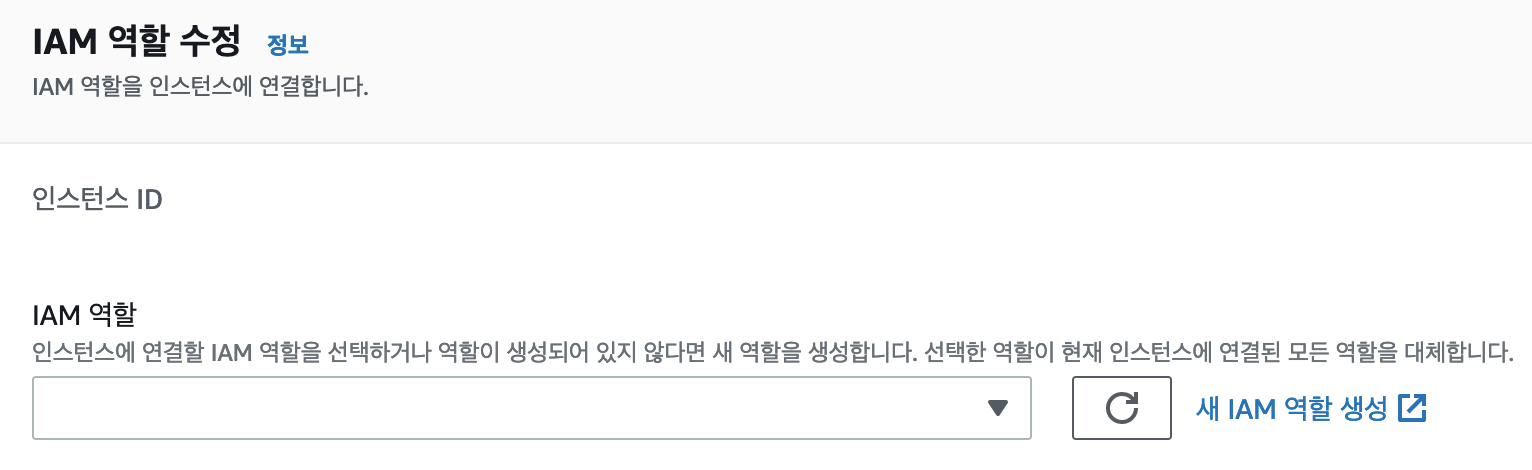 IAM 역할 수정 정보
IAM 역할을 인스턴스에 연결합니다.
인스턴스 ID
IAM 역할
인스턴스에 연결할 IAM 역할을 선택하거나 역할이 생성되어 있지 않다면 새 역할을 생성합니다. 선택한 역할이 현재 인스턴스에 연결된 모든 역할을 대체합니다.
새 IAM 역할 생성